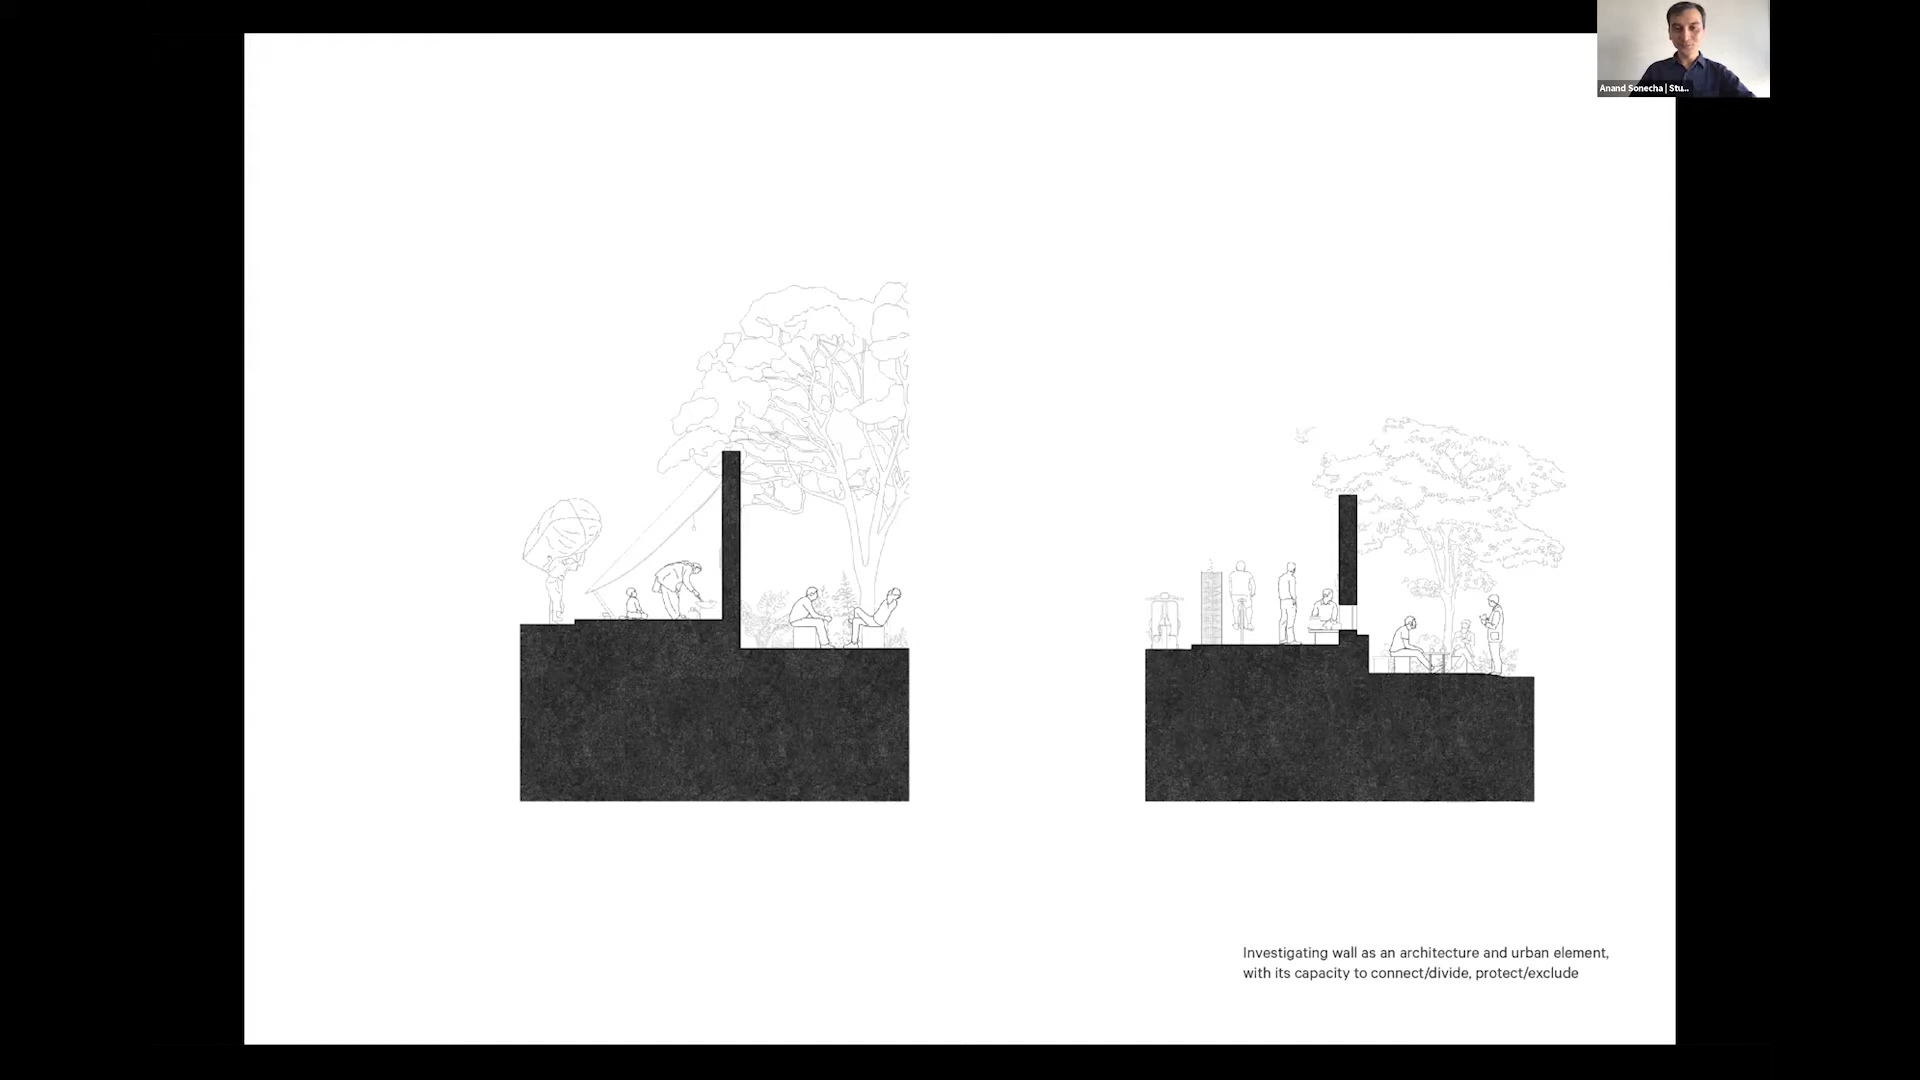 Anand Sonecha | Stu...
Investigating wall as an architecture and urban element,
with its capacity to connect/divide, protect/exclude